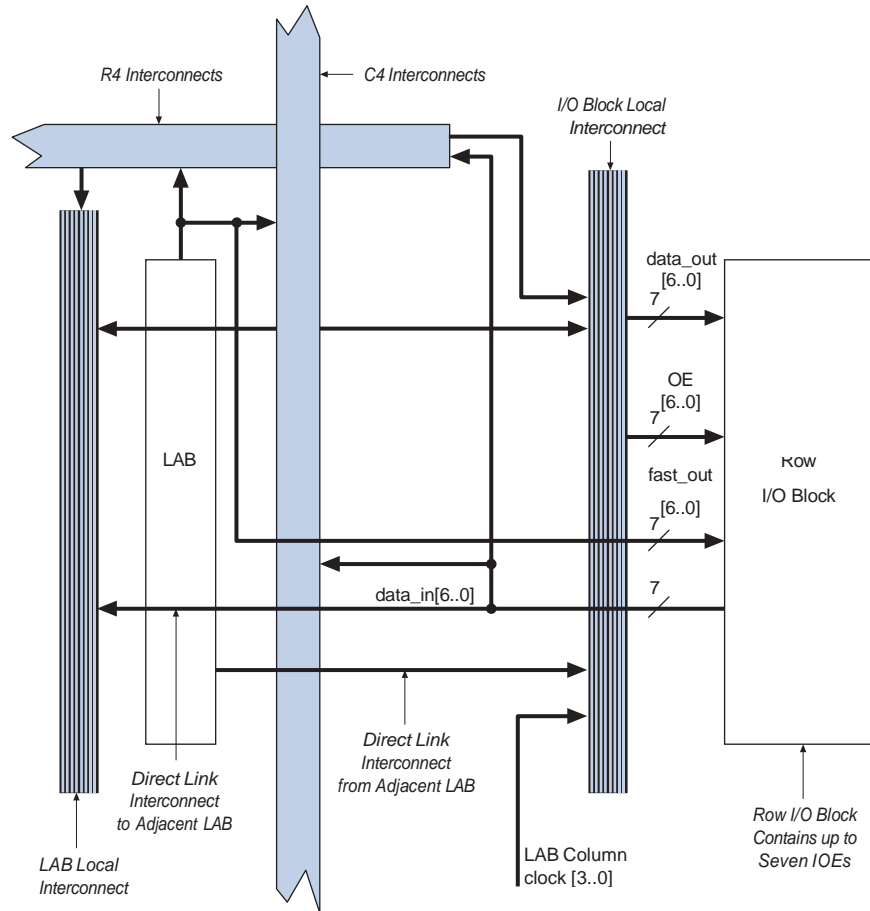 R4 Interconnects
C4 Interconnects
I/O Block Local
Interconnect
data_out
[6..0]
7
OE
[6..0]
7
LAB
Row
I/O Block
fast_out
[6..0]
7
7
data_in[6..0]
Direct Link
Interconnect
to Adjacent LAB
Direct Link
Interconnect
from Adjacent LAB
Row I/O Block
Contains up to
Seven IOEs
LAB Local
Interconnect
LAB Column
clock [3..0]